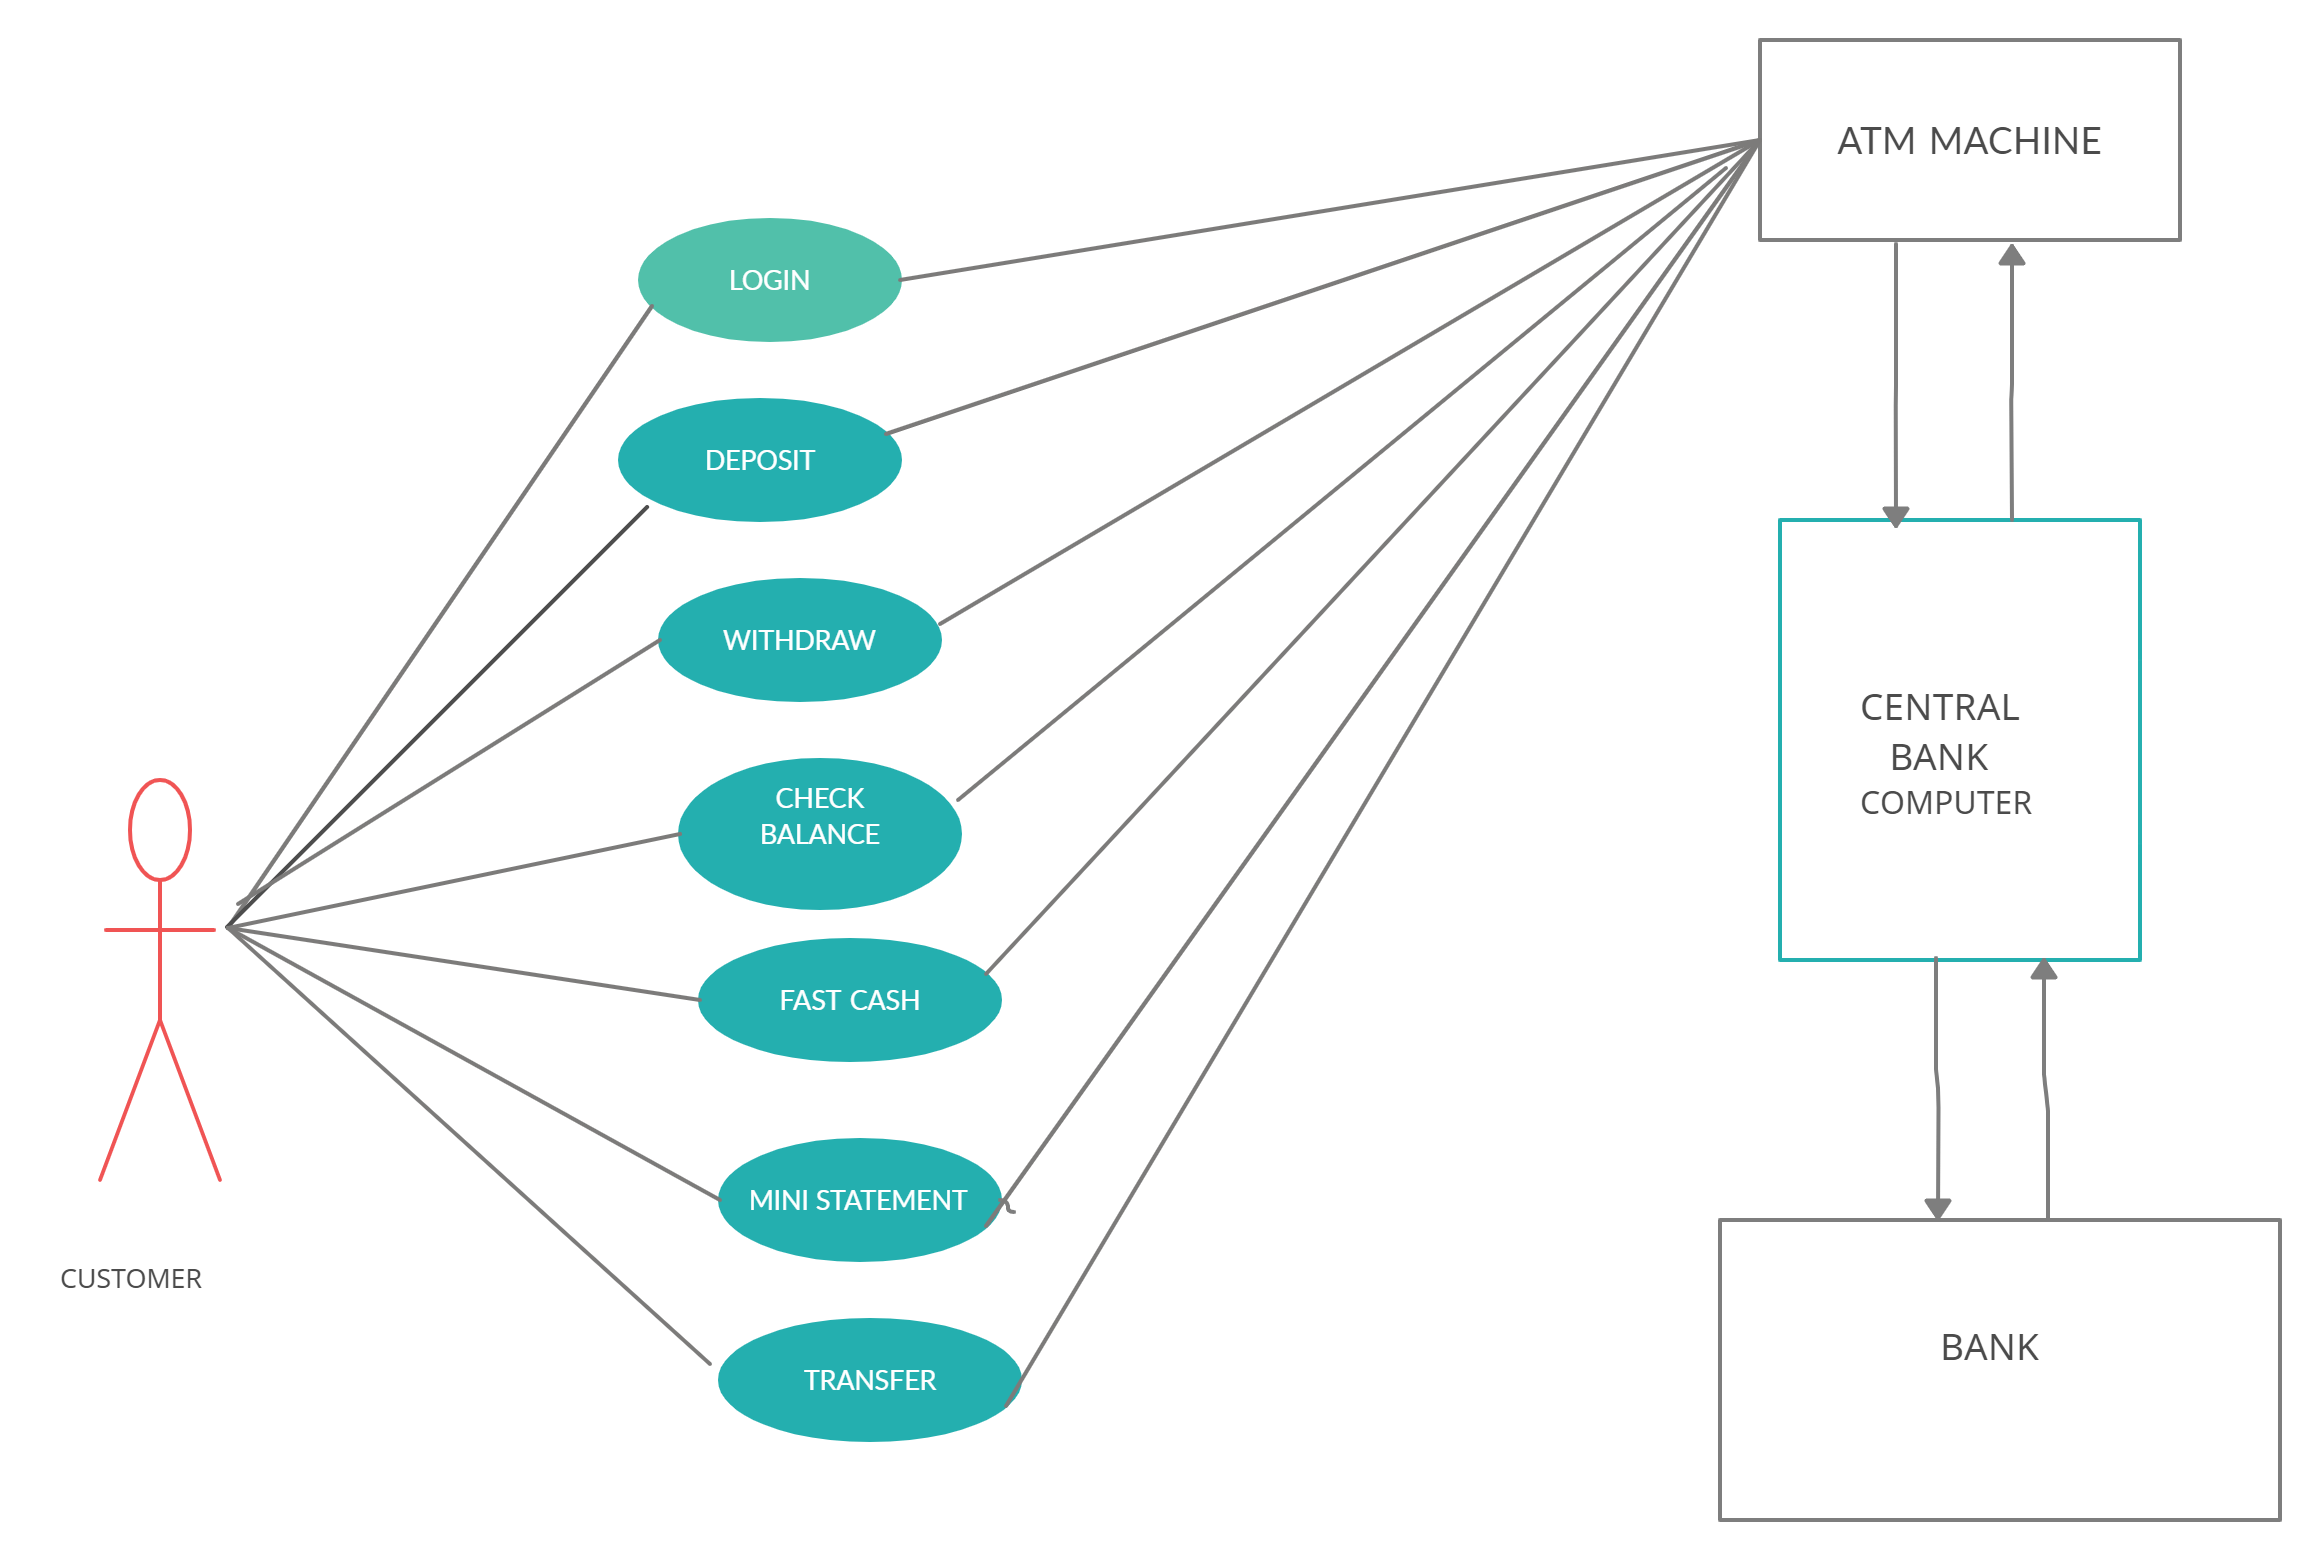 ATM MACHINE
LOGIN
DEPOSIT
WITHDRAW
CHECK
BALANCE
FAST CASH
MINI STATEMENT
TRANSFER
CUSTOMER
CENTRAL
BANK
COMPUTER
BANK